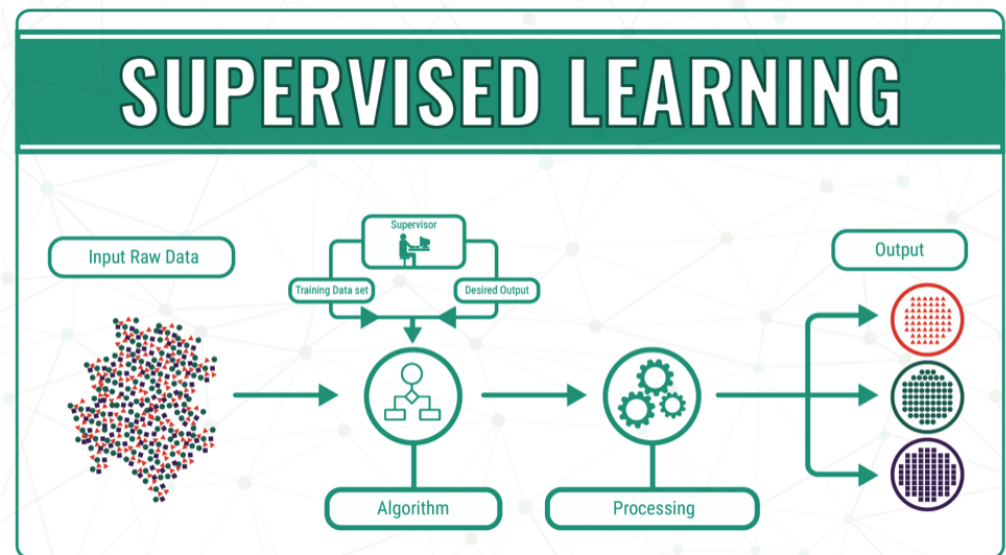 SUPERVISED LEARNING
Input Raw Data
Supervisor
Training Data set
Desired Output
Output
Algorithm
Processing